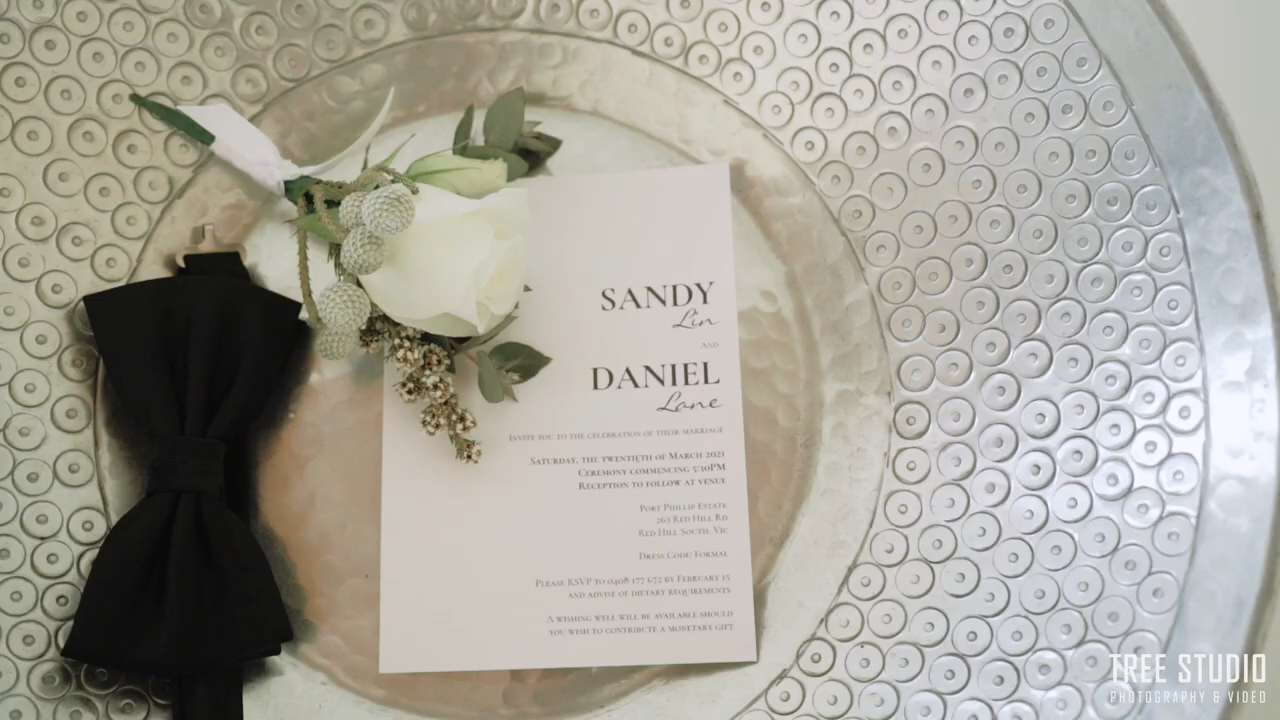 SANDY
Lin
AND
DANIEL
Lane
INVITE YOU TO THE CELEBRATION OF THEIR MARRIAGE
SATURDAY, THE TWENTIETH OF MARCH 2021
CEREMONY COMMENCING 5:30PM
RECEPTION TO FOLLOW AT VENUE
PORT PHILLIP ESTATE
263 RED HILL RD
RED HILL SOUTH, VIC
DRESS CODE: FORMAL
PLEASE RSVP TO 0408 177 672 BY FEBRUARY 15
AND ADVISE OF DIETARY REQUIREMENTS
A WISHING WELL WILL BE AVAILABLE SHOULD
YOU WISH TO CONTRIBUTE A MONETARY GIFT
TREE STUDIO
PHOTOGRAPHY & VIDEO